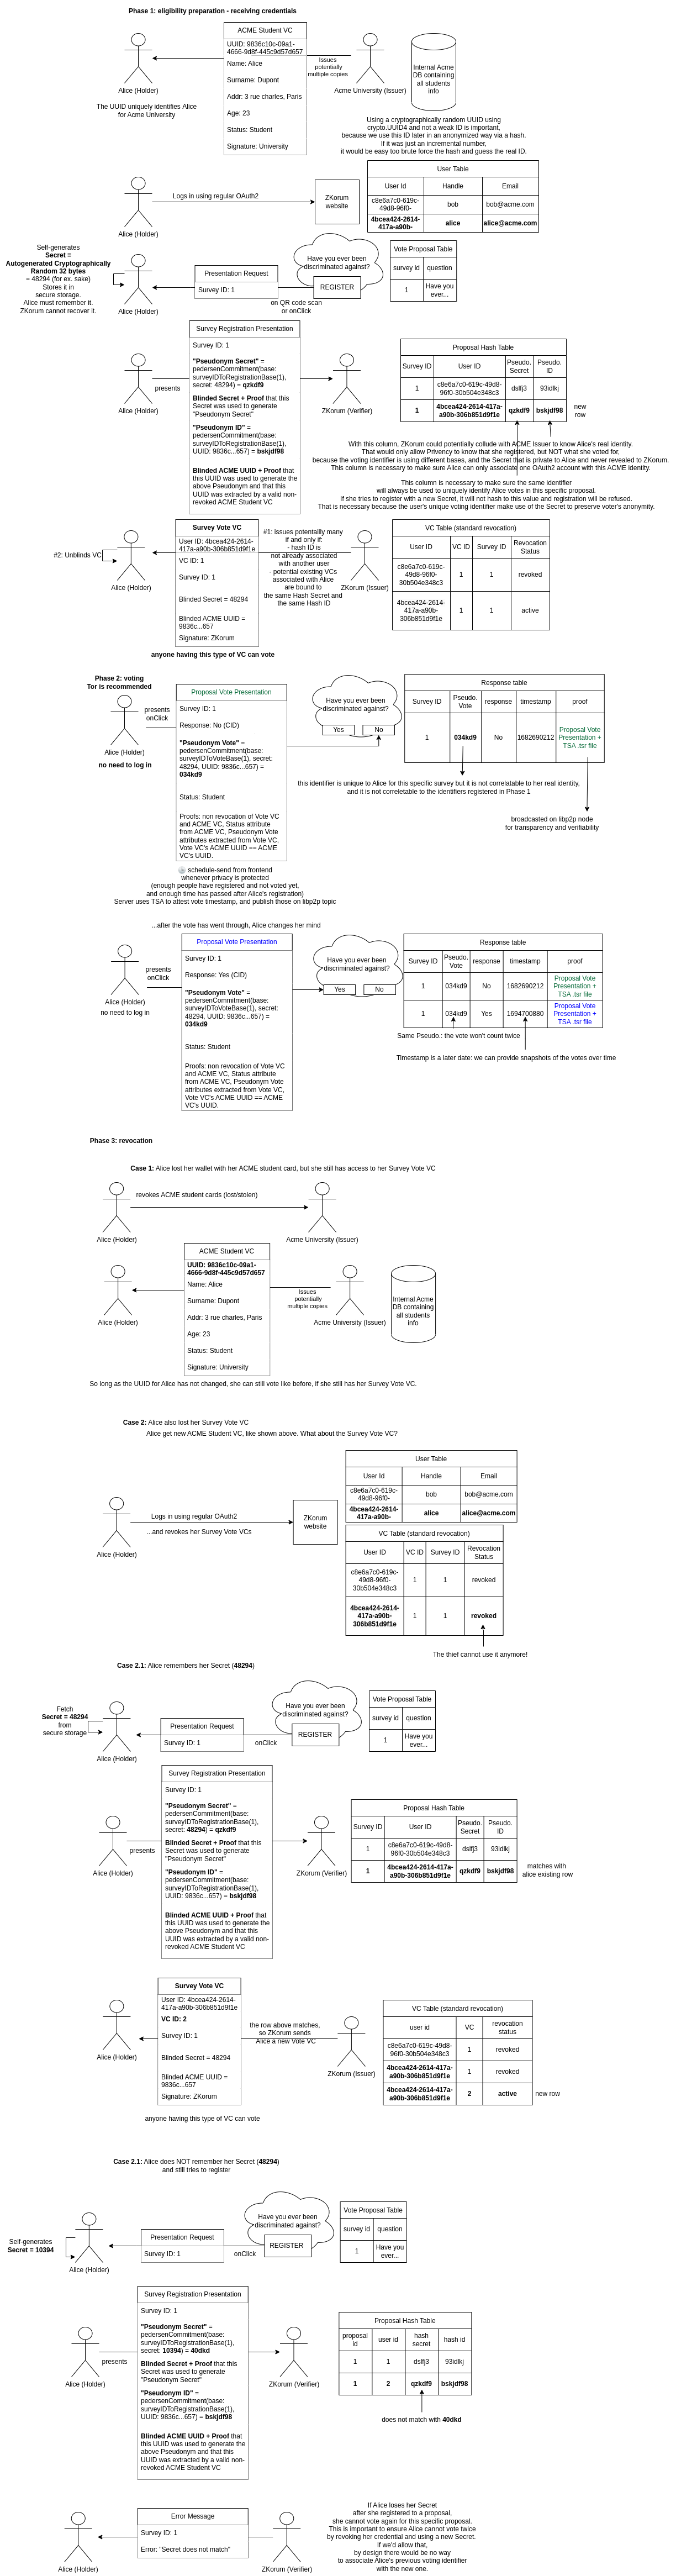 Phase 1: eligibility preparation - receiving credentials
ACME Student VC
UUID: 9836c10c-09a1-
4666-9d8f-445c9d57d657
Name: Alice
Surname: Dupont
Addr: 3 rue charles, Paris
Age: 23
Status: Student
Signature: University
Alice (Holder)
The UUID uniquely identifies Alice
for Acme University
Issues
potentially
multiple copies
Acme University (Issuer)
Internal Acme
DB containing
all students
info
Using a cryptographically random UUID using
crypto.UUID4 and not a weak ID is important,
because we use this ID later in an anonymized way via a hash.
If it was just an incremental number,
it would be easy too brute force the hash and guess the real ID.
Alice (Holder)
Logs in using regular OAuth2
ZKorum
website
User Table
User Id Handle Email
c8e6a7c0-619c-
49d8-96f0- bob bob@acme.com
4bcea424-2614-
417a-a90b- alice alice@acme.com
Self-generates
Secret =
Autogenerated Cryptographically
Random 32 bytes
= 48294 (for ex. sake)
Stores it in
secure storage.
Alice must remember it.
ZKorum cannot recover it.
Alice (Holder)
Presentation Request
Survey ID: 1
Have you ever been
discriminated against?
REGISTER
on QR code scan
or onClick
Vote Proposal Table
survey id question
1 Have you
ever...
Survey Registration Presentation
Survey ID: 1
"Pseudonym Secret" =
pedersenCommitment(base:
surveyIDToRegistrationBase(1),
secret: 48294) = qzkdf9
Blinded Secret + Proof that this
Secret was used to generate
"Pseudonym Secret"
"Pseudonym ID" =
pedersenCommitment(base:
surveyIDToRegistrationBase(1),
UUID: 9836c...657) = bskjdf98
Blinded ACME UUID + Proof that
this UUID was used to generate the
above Pseudonym and that this
UUID was extracted by a valid non-
revoked ACME Student VC
Alice (Holder)
presents
ZKorum (Verifier)
Proposal Hash Table
Survey ID User ID Pseudo.
Secret Pseudo.
ID
1 c8e6a7c0-619c-49d8-
96f0-30b504e348c3 dslfj3 93idlkj
1 4bcea424-2614-417a-
a90b-306b851d9f1e qzkdf9 bskjdf98
new
row
With this column, ZKorum could potentially collude with ACME Issuer to know Alice's real identity.
That would only allow Privency to know that she registered, but NOT what she voted for,
because the voting identifier is using different bases, and the Secret that is private to Alice and never revealed to ZKorum.
This column is necessary to make sure Alice can only associate one OAuth2 account with this ACME identity.
This column is necessary to make sure the same identifier
will always be used to uniquely identify Alice votes in this specific proposal.
If she tries to register with a new Secret, it will not hash to this value and registration will be refused.
That is necessary because the user's unique voting identifier make use of the Secret to preserve voter's anonymity.
#2: Unblinds VC
Alice (Holder)
Survey Vote VC
User ID: 4bcea424-2614-
417a-a90b-306b851d9f1e
VC ID: 1
Survey ID: 1
Blinded Secret = 48294
Blinded ACME UUID =
9836c...657
Signature: ZKorum
#1: issues potentailly many
if and only if:
- hash ID is
not already associated
with another user
- potential existing VCs
associated with Alice
are bound to
the same Hash Secret and
the same Hash ID
ZKorum (Issuer)
VC Table (standard revocation)
User ID VC ID Survey ID Revocation
Status
c8e6a7c0-619c-
49d8-96f0-
30b504e348c3 1 1 revoked
4bcea424-2614-
417a-a90b-
306b851d9f1e 1 1 active
anyone having this type of VC can vote
Phase 2: voting
Tor is recommended
presents
onClick
Alice (Holder)
no need to log in
Proposal Vote Presentation
Survey ID: 1
Response: No (CID)
"Pseudonym Vote" =
pedersenCommitment(base:
surveyIDToVoteBase(1), secret:
48294, UUID: 9836c...657) =
034kd9
Status: Student
Proofs: non revocation of Vote VC
and ACME VC, Status attribute
from ACME VC, Pseudonym Vote
attributes extracted from Vote VC,
Vote VC's ACME UUID == ACME
VC's UUID.
Have you ever been
discriminated against?
Yes No
Response table
Survey ID Pseudo.
Vote response timestamp proof
1 034kd9 No 1682690212 Proposal Vote
Presentation +
TSA .tsr file
this identifier is unique to Alice for this specific survey but it is not correlatable to her real identity,
and it is not correletable to the identifiers registered in Phase 1
broadcasted on libp2p node
for transparency and verifiability
schedule-send from frontend
whenever privacy is protected
(enough people have registered and not voted yet,
and enough time has passed after Alice's registration)
Server uses TSA to attest vote timestamp, and publish those on libp2p topic
...after the vote has went through, Alice changes her mind
presents
onClick
Alice (Holder)
no need to log in
Proposal Vote Presentation
Survey ID: 1
Response: Yes (CID)
"Pseudonym Vote" =
pedersenCommitment(base:
surveyIDToVoteBase(1), secret:
48294, UUID: 9836c...657) =
034kd9
Status: Student
Proofs: non revocation of Vote VC
and ACME VC, Status attribute
from ACME VC, Pseudonym Vote
attributes extracted from Vote VC,
Vote VC's ACME UUID == ACME
VC's UUID.
Have you ever been
discriminated against?
Yes No
Response table
Survey ID Pseudo.
Vote response timestamp proof
1 034kd9 No 1682690212 Proposal Vote
Presentation +
TSA .tsr file
1 034kd9 Yes 1694700880 Proposal Vote
Presentation +
TSA .tsr file
Same Pseudo.: the vote won't count twice
Timestamp is a later date: we can provide snapshots of the votes over time
Phase 3: revocation
Case 1: Alice lost her wallet with her ACME student card, but she still has access to her Survey Vote VC
revokes ACME student cards (lost/stolen)
Alice (Holder)
Acme University (Issuer)
ACME Student VC
UUID: 9836c10c-09a1-
4666-9d8f-445c9d57d657
Name: Alice
Surname: Dupont
Addr: 3 rue charles, Paris
Age: 23
Status: Student
Signature: University
Alice (Holder)
Issues
potentially
multiple copies
Acme University (Issuer)
Internal Acme
DB containing
all students
info
So long as the UUID for Alice has not changed, she can still vote like before, if she still has her Survey Vote VC.
Case 2: Alice also lost her Survey Vote VC
Alice get new ACME Student VC, like shown above. What about the Survey Vote VC?
Alice (Holder)
Logs in using regular OAuth2
...and revokes her Survey Vote VCs
ZKorum
website
User Table
User Id Handle Email
c8e6a7c0-619c-
49d8-96f0- bob bob@acme.com
4bcea424-2614-
417a-a90b- alice alice@acme.com
VC Table (standard revocation)
User ID VC ID Survey ID Revocation
Status
c8e6a7c0-619c-
49d8-96f0-
30b504e348c3 1 1 revoked
4bcea424-2614-
417a-a90b-
306b851d9f1e 1 1 revoked
The thief cannot use it anymore!
Case 2.1: Alice remembers her Secret (48294)
Fetch
Secret = 48294
from
secure storage
Alice (Holder)
Presentation Request
Survey ID: 1
Have you ever been
discriminated against?
REGISTER
onClick
Vote Proposal Table
survey id question
1 Have you
ever...
Survey Registration Presentation
Survey ID: 1
"Pseudonym Secret" =
pedersenCommitment(base:
surveyIDToRegistrationBase(1),
secret: 48294) = qzkdf9
Blinded Secret + Proof that this
Secret was used to generate
"Pseudonym Secret"
"Pseudonym ID" =
pedersenCommitment(base:
surveyIDToRegistrationBase(1),
UUID: 9836c...657) = bskjdf98
Blinded ACME UUID + Proof that
this UUID was used to generate the
above Pseudonym and that this
UUID was extracted by a valid non-
revoked ACME Student VC
Alice (Holder)
presents
ZKorum (Verifier)
Proposal Hash Table
Survey ID User ID Pseudo.
Secret Pseudo.
ID
1 c8e6a7c0-619c-49d8-
96f0-30b504e348c3 dslfj3 93idlkj
1 4bcea424-2614-417a-
a90b-306b851d9f1e qzkdf9 bskjdf98
matches with
alice existing row
Survey Vote VC
User ID: 4bcea424-2614-
417a-a90b-306b851d9f1e
VC ID: 2
Survey ID: 1
Blinded Secret = 48294
Blinded ACME UUID =
9836c...657
Signature: ZKorum
Alice (Holder)
the row above matches,
so ZKorum sends
Alice a new Vote VC
ZKorum (Issuer)
VC Table (standard revocation)
user id VC revocation
status
c8e6a7c0-619c-49d8-
96f0-30b504e348c3 1 revoked
4bcea424-2614-417a-
a90b-306b851d9f1e 1 revoked
4bcea424-2614-417a-
a90b-306b851d9f1e 2 active
new row
anyone having this type of VC can vote
Case 2.1: Alice does NOT remember her Secret (48294)
and still tries to register
Self-generates
Secret = 10394
Alice (Holder)
Presentation Request
Survey ID: 1
Have you ever been
discriminated against?
REGISTER
onClick
Vote Proposal Table
survey id question
1 Have you
ever...
Survey Registration Presentation
Survey ID: 1
"Pseudonym Secret" =
pedersenCommitment(base:
surveyIDToRegistrationBase(1),
secret: 10394) = 40dkd
Blinded Secret + Proof that this
Secret was used to generate
"Pseudonym Secret"
"Pseudonym ID" =
pedersenCommitment(base:
surveyIDToRegistrationBase(1),
UUID: 9836c...657) = bskjdf98
Blinded ACME UUID + Proof that
this UUID was used to generate the
above Pseudonym and that this
UUID was extracted by a valid non-
revoked ACME Student VC
Alice (Holder)
presents
ZKorum (Verifier)
Proposal Hash Table
proposal
id user id hash
secret hash id
1 1 dslfj3 93idlkj
1 2 qzkdf9 bskjdf98
does not match with 40dkd
Error Message
Survey ID: 1
Error: "Secret does not match"
Alice (Holder)
ZKorum (Verifier)
If Alice loses her Secret
after she registered to a proposal,
she cannot vote again for this specific proposal.
This is important to ensure Alice cannot vote twice
by revoking her credential and using a new Secret.
If we'd allow that,
by design there would be no way
to associate Alice's previous voting identifier
with the new one.